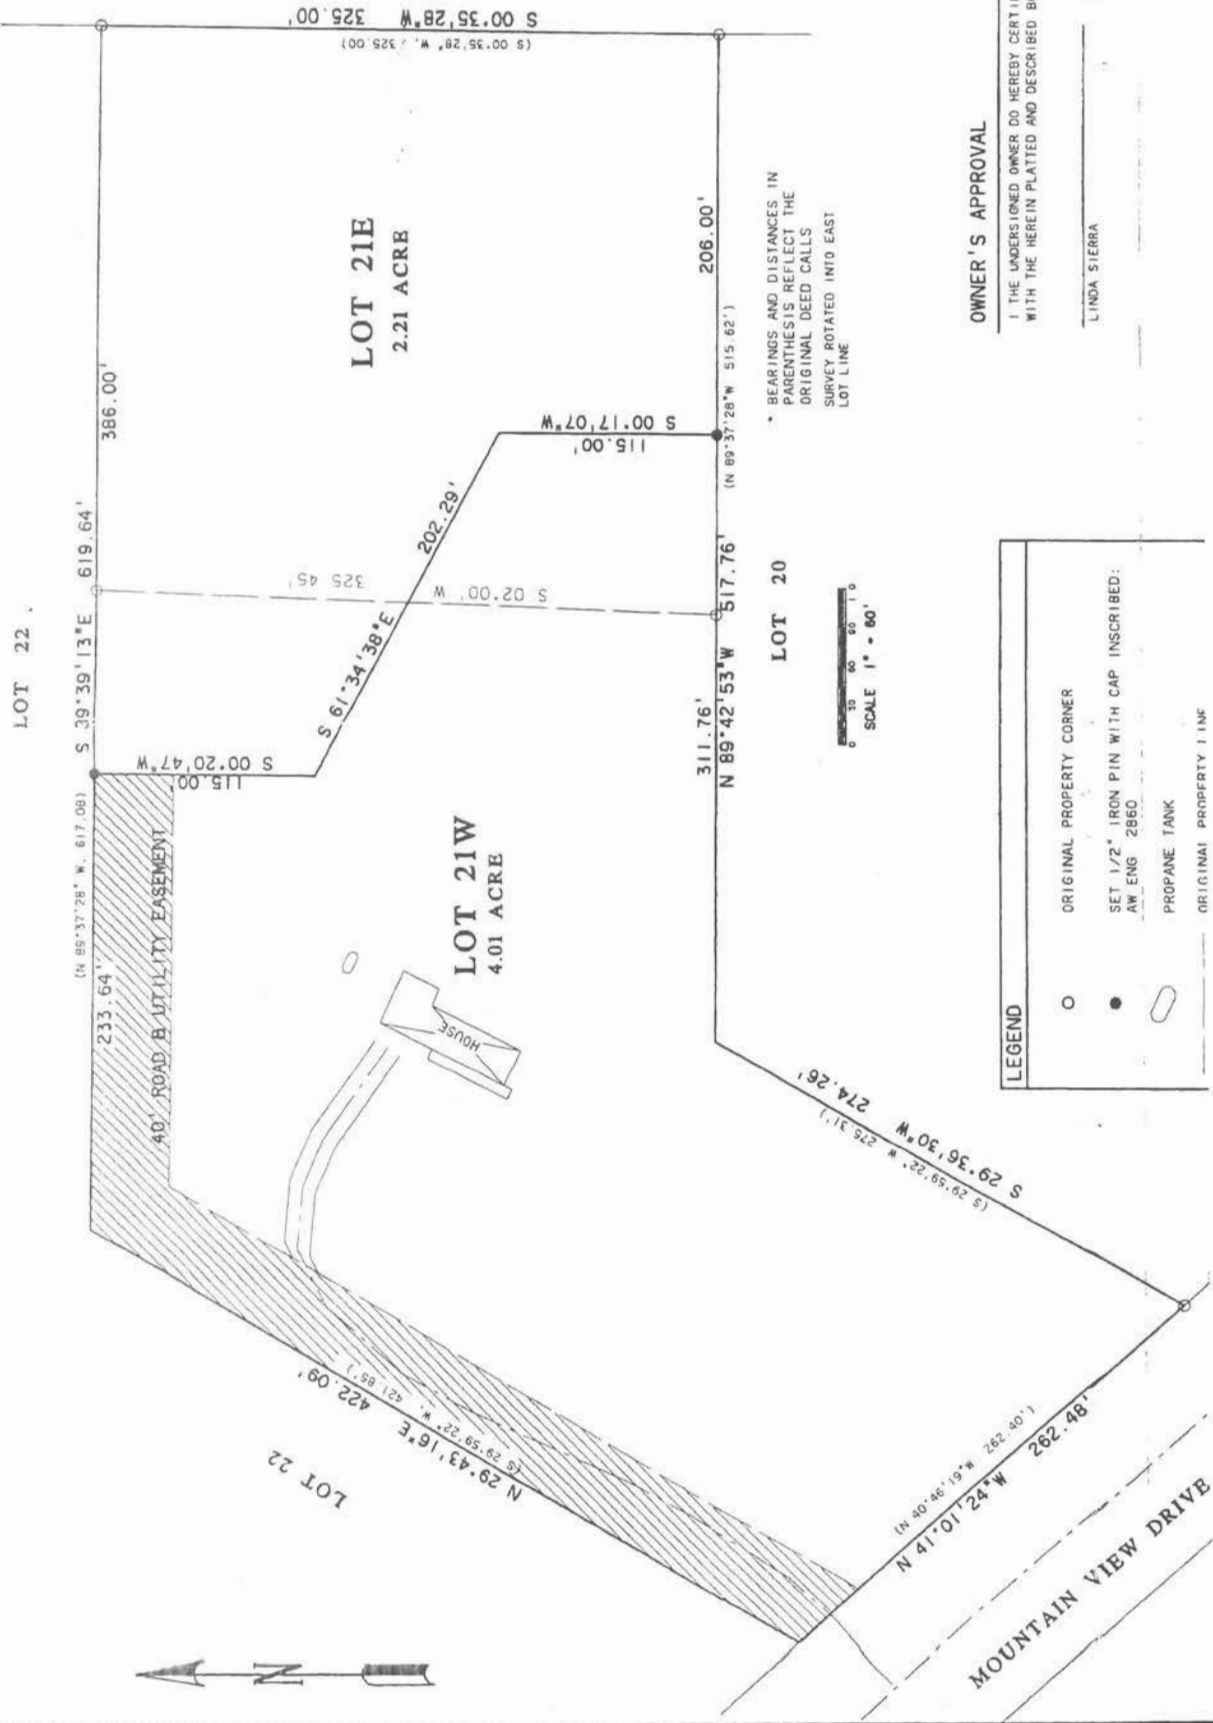 LOT 22 .
(N 89°37'28" W. 617.08)
S 39°39'13"E 619.64'
233.64'
386.00'
40' ROAD & UTILITY EASEMENT
S 00°20'47"W
115.00'
S 00°35'28" W 325.00'
(S 00°35'28" W. / 325.00)
LOT 21E
2.21 ACRE
S 02°00' W 325 45'
S 61°34'38"E 202.29'
S 00°17'07"W
115.00'
LOT 21W
4.01 ACRE
HOUSE
LOT 22
N 29°43'16"E 422.09'
(S 29°59'22" W. 421.85')
311.76'
206.00'
N 89°42'53"W 517.76'
(N 89°37'28"W 515.62')
LOT 20
S 29°36'30"W 274.26'
(S 29°59'22" W 275.31')
(N 40°46'19"W 262.40')
N 41°01'24"W 262.48'
MOUNTAIN VIEW DRIVE
N
* BEARINGS AND DISTANCES IN
PARENTHESIS REFLECT THE
ORIGINAL DEED CALLS
SURVEY ROTATED INTO EAST
LOT LINE
0 30 60
SCALE 1" = 60'
LEGEND
ORIGINAL PROPERTY CORNER
SET 1/2" IRON PIN WITH CAP INSCRIBED:
AW ENG 2860
PROPANE TANK
ORIGINAL PROPERTY LINE
OWNER'S APPROVAL
I THE UNDERSIGNED OWNER DO HEREBY CERTI
WITH THE HEREIN PLATTED AND DESCRIBED
LINDA SIERRA